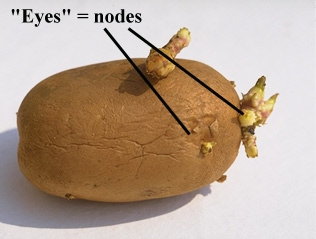 "Eyes" = nodes